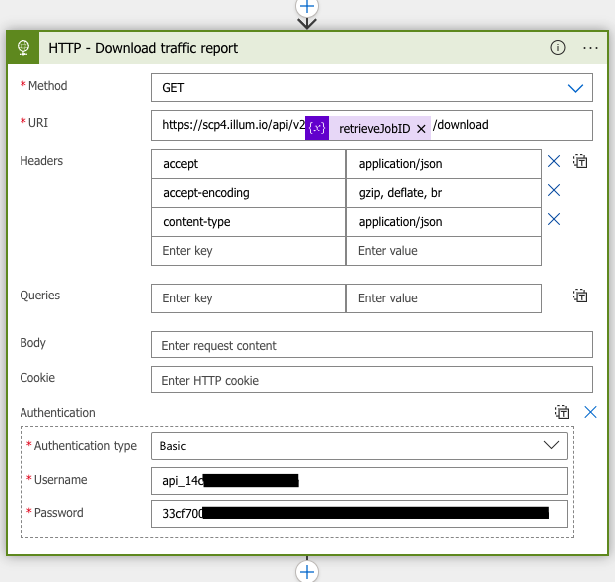 HTTP - Download traffic report
* Method GET
* URI https://scp4.illum.io/api/v2 {x} retrieveJobID × /download
Headers accept application/json
accept-encoding gzip, deflate, br
content-type application/json
Enter key Enter value
Queries Enter key Enter value
Body Enter request content
Cookie Enter HTTP cookie
Authentication
* Authentication type Basic
* Username api_14
* Password 33cf70